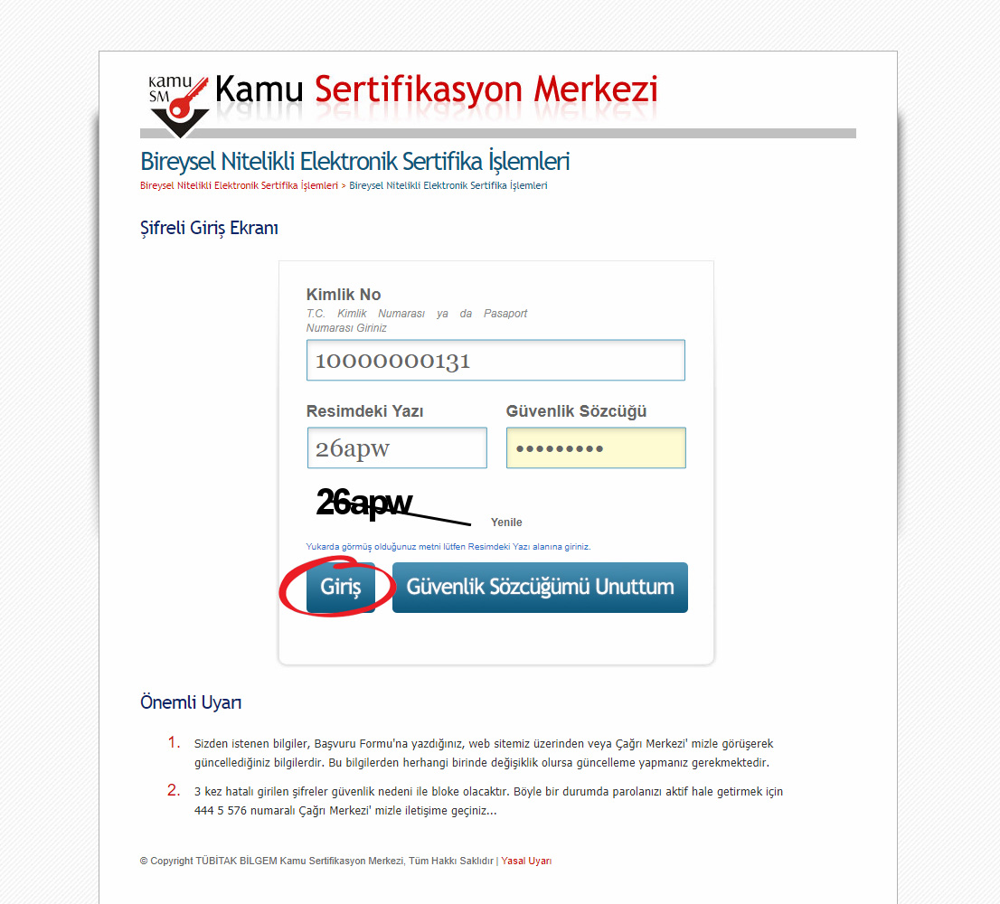 kamu
SM
Kamu Sertifikasyon Merkezi
Bireysel Nitelikli Elektronik Sertifika İşlemleri
Bireysel Nitelikli Elektronik Sertifika İşlemleri > Bireysel Nitelikli Elektronik Sertifika İşlemleri
Şifreli Giriş Ekranı
Kimlik No
T.C. Kimlik Numarası ya da Pasaport
Numarası Giriniz
10000000131
Resimdeki Yazı Güvenlik Sözcüğü
26apw •••••••••
26apw
Yenile
Yukarda görmüş olduğunuz metni lütfen Resimdeki Yazı alanına giriniz.
Giriş Güvenlik Sözcüğümü Unuttum
Önemli Uyarı
1. Sizden istenen bilgiler, Başvuru Formu'na yazdığınız, web sitemiz üzerinden veya Çağrı Merkezi' mizle görüşerek
güncellediğiniz bilgilerdir. Bu bilgilerden herhangi birinde değişiklik olursa güncelleme yapmanız gerekmektedir.
2. 3 kez hatalı girilen şifreler güvenlik nedeni ile bloke olacaktır. Böyle bir durumda parolanızı aktif hale getirmek için
444 5 576 numaralı Çağrı Merkezi' mizle iletişime geçiniz...
© Copyright TÜBİTAK BİLGEM Kamu Sertifikasyon Merkezi, Tüm Hakkı Saklıdır | Yasal Uyarı